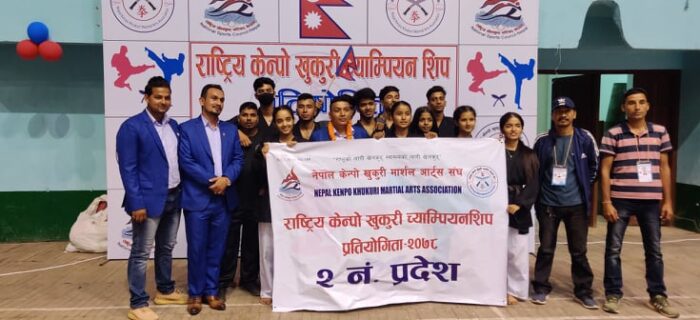 राष्ट्रिय केन्पो खुकुरी च्याम्पियन शिप
नेपाल केन्पो खुकुरी मार्शल आर्ट्स संघ
NEPAL KENPO KHUKURI MARTIAL ARTS ASSOCIATION
राष्ट्रिय केन्पो खुकुरी च्याम्पियनशिप
प्रतियोगिता-२०७८
२ नं. प्रदेश